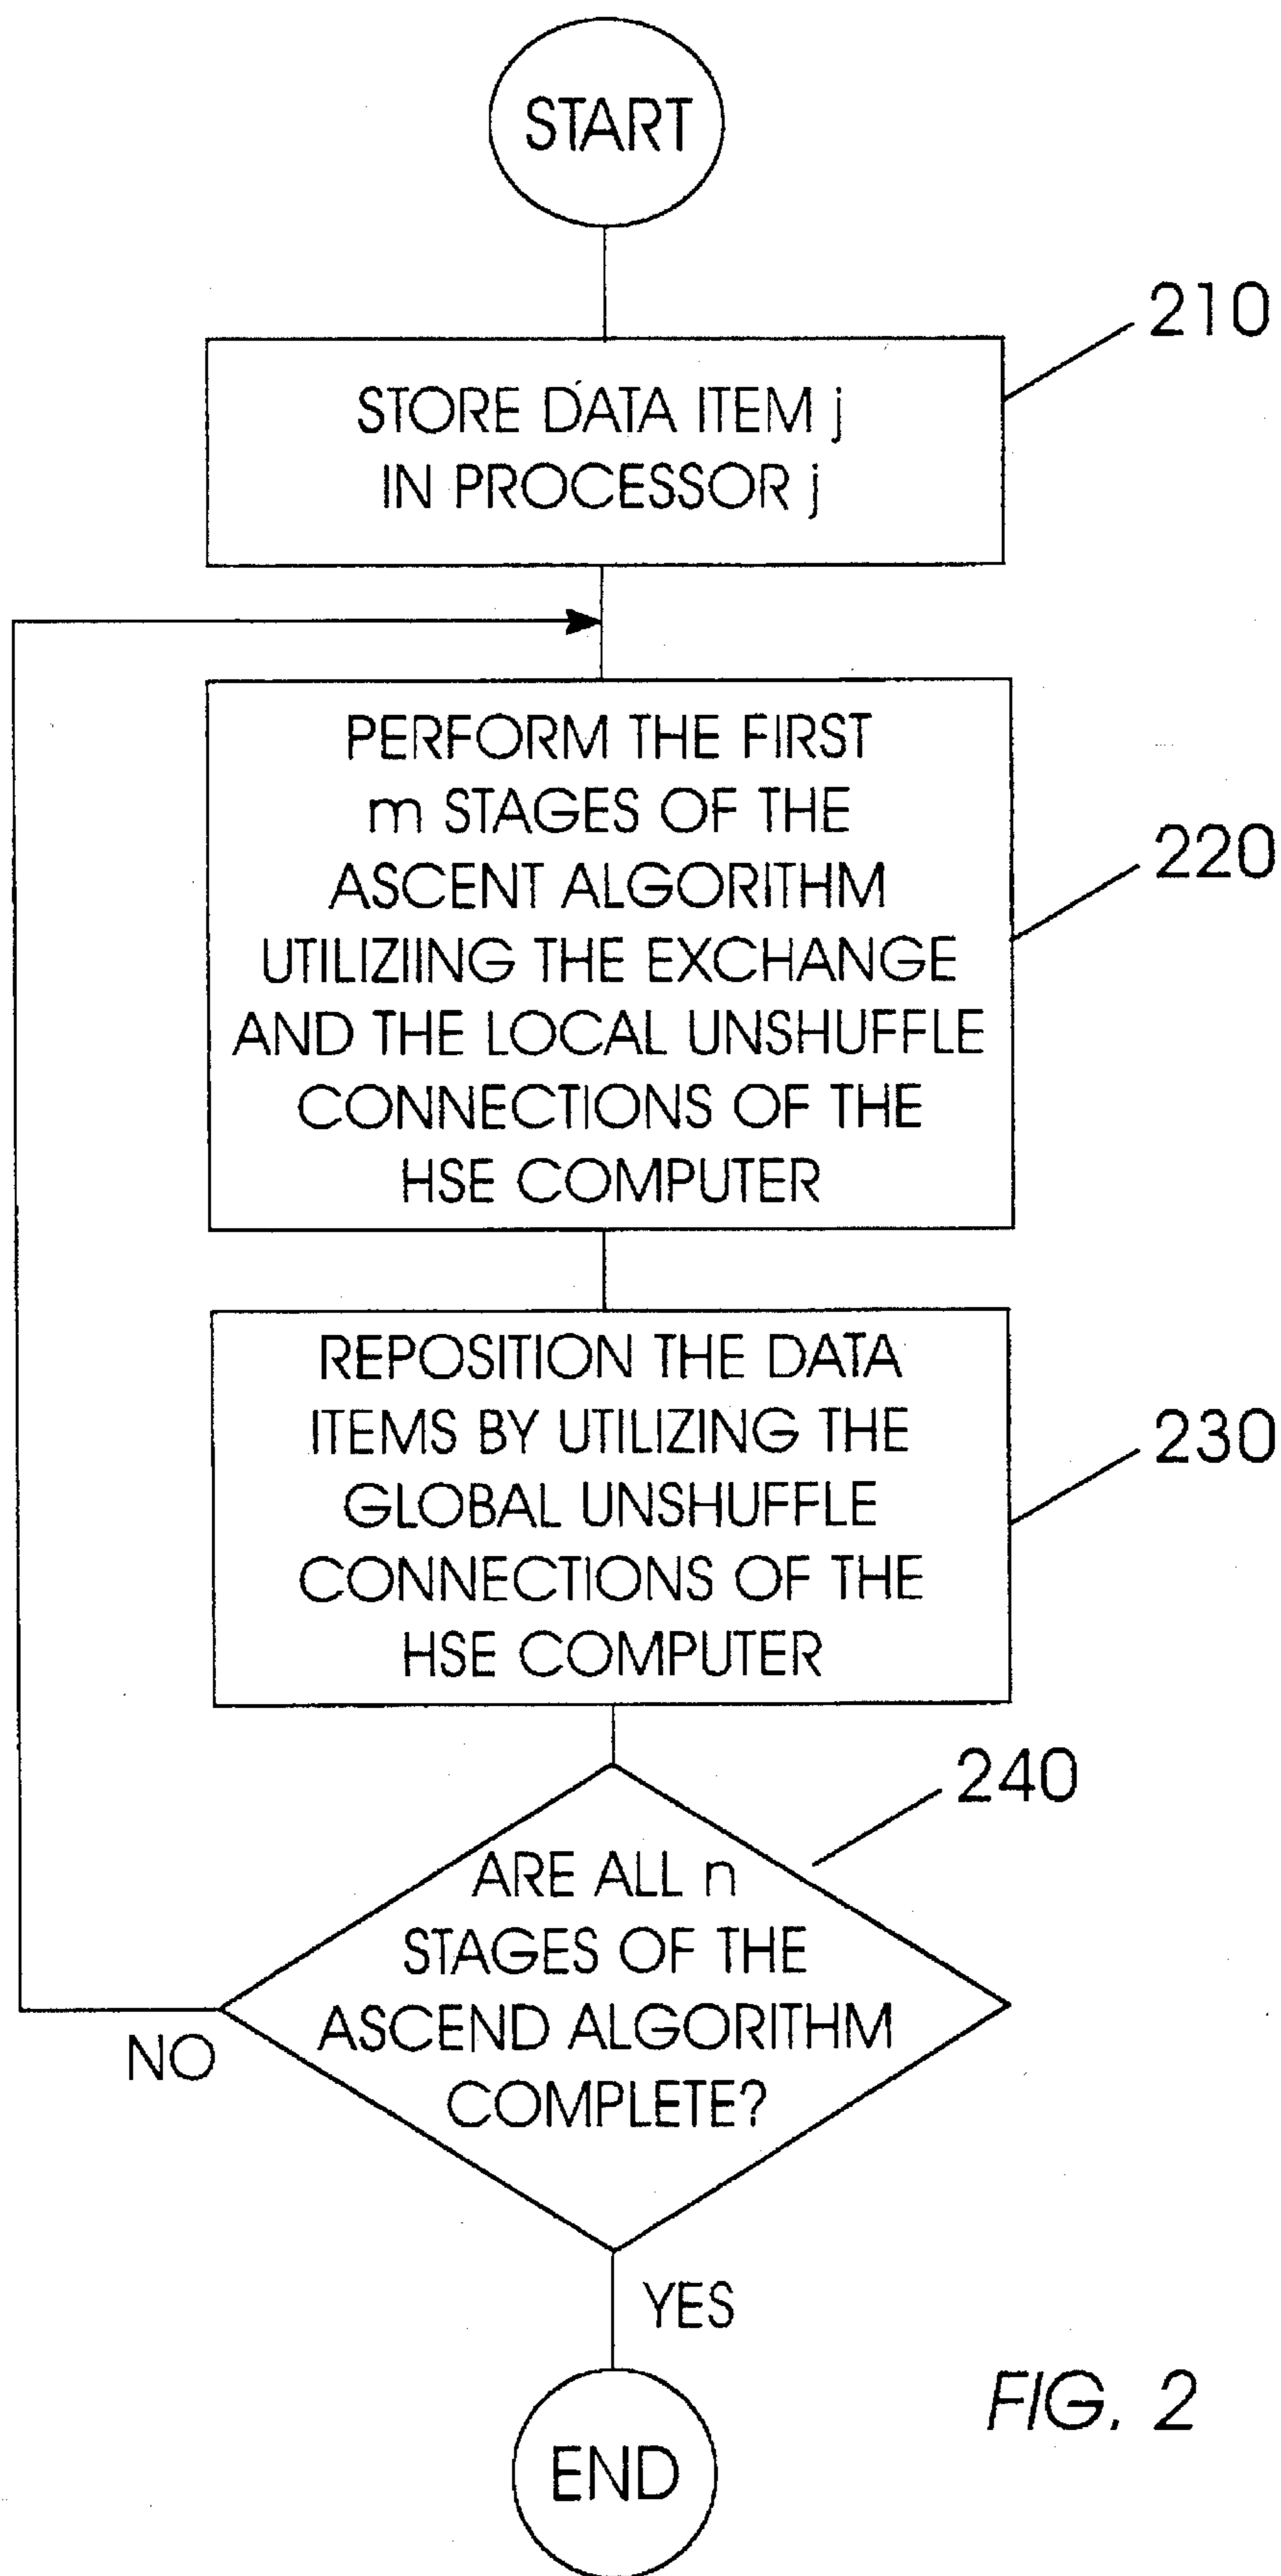 START
210
STORE DATA ITEM j
IN PROCESSOR j
220
PERFORM THE FIRST
m STAGES OF THE
ASCENT ALGORITHM
UTILIZIING THE EXCHANGE
AND THE LOCAL UNSHUFFLE
CONNECTIONS OF THE
HSE COMPUTER
230
REPOSITION THE DATA
ITEMS BY UTILIZING THE
GLOBAL UNSHUFFLE
CONNECTIONS OF THE
HSE COMPUTER
240
ARE ALL n
STAGES OF THE
ASCEND ALGORITHM
COMPLETE?
NO
YES
END
FIG. 2